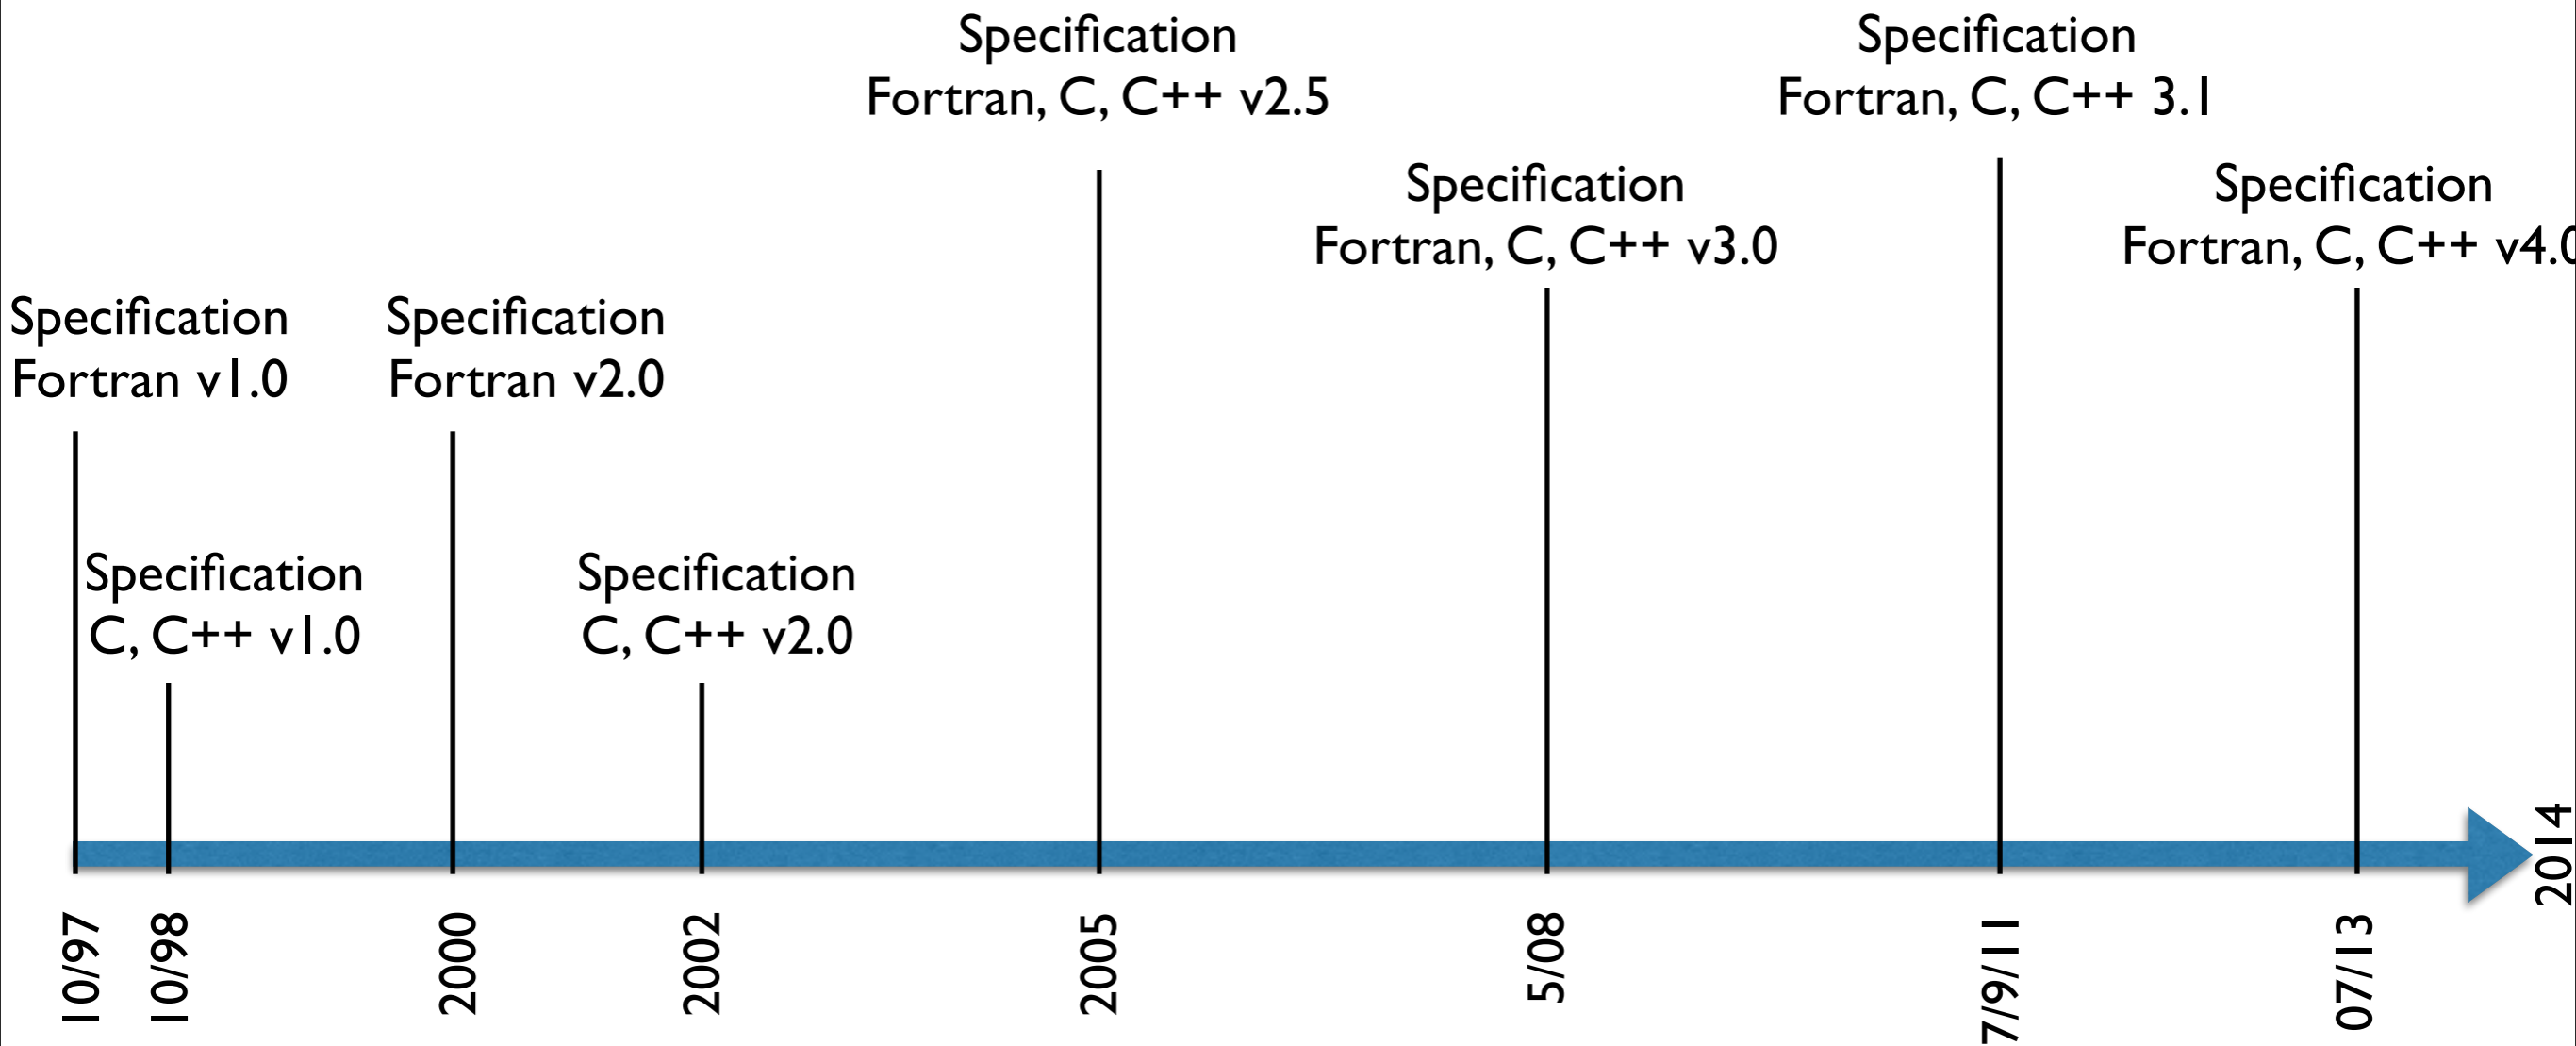 Specification
Fortran, C, C++ v2.5
Specification
Fortran, C, C++ 3.1
Specification
Fortran, C, C++ v3.0
Specification
Fortran, C, C++ v4.0
Specification
Fortran v1.0
Specification
Fortran v2.0
Specification
C, C++ v1.0
Specification
C, C++ v2.0
10/97
10/98
2000
2002
2005
5/08
7/9/11
07/13
2014